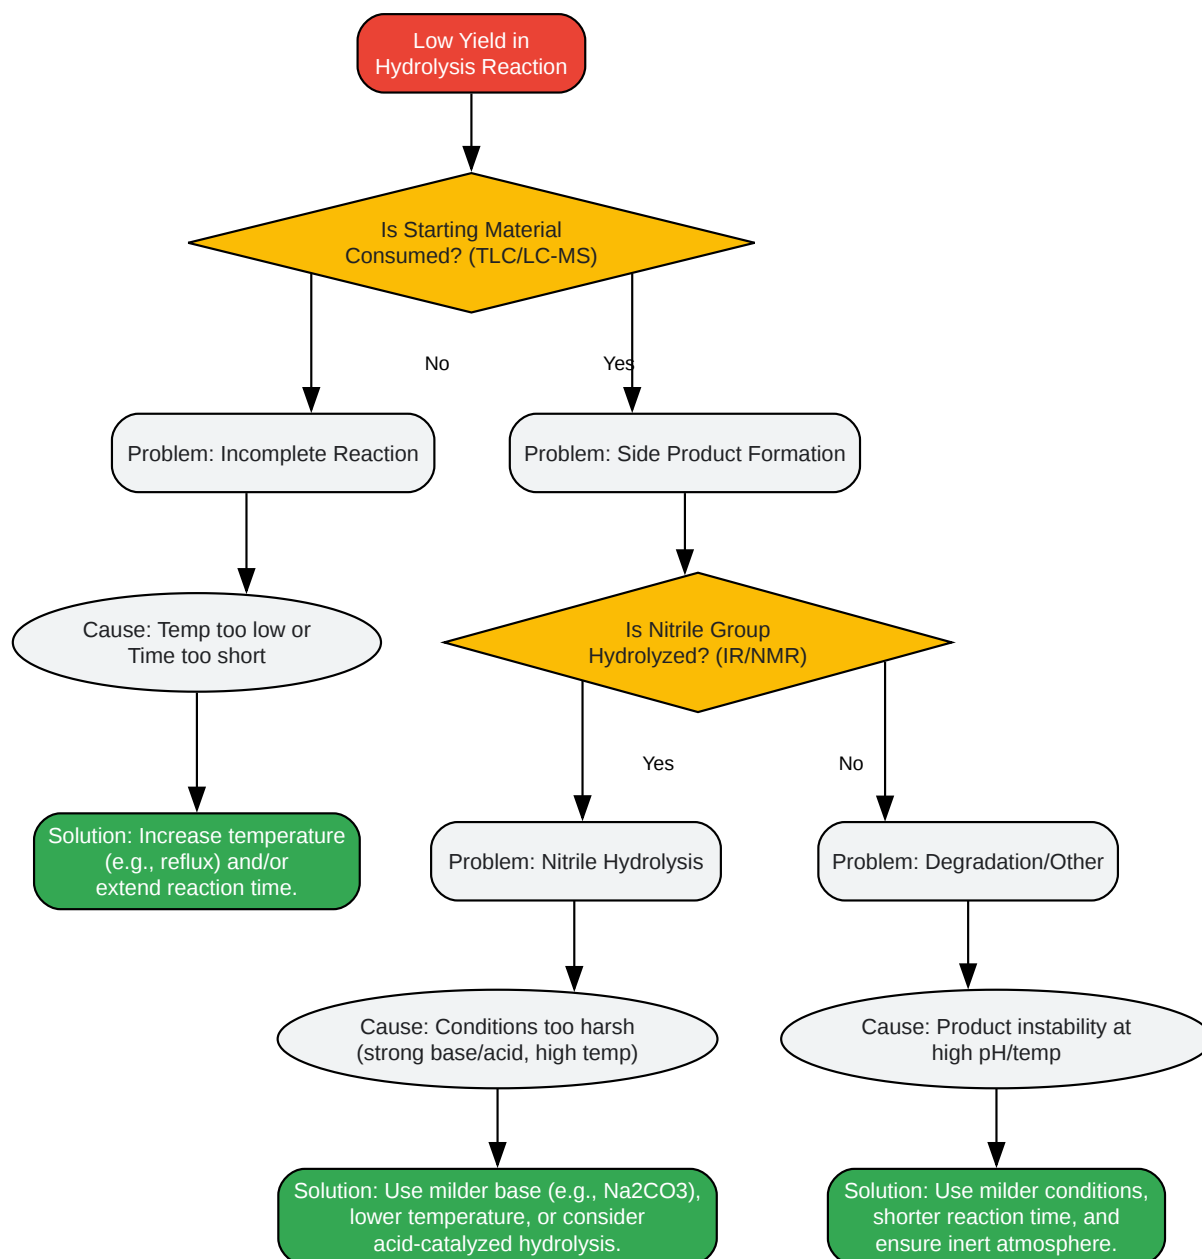 Low Yield in
Hydrolysis Reaction
Is Starting Material
Consumed? (TLC/LC-MS)
No
Yes
Problem: Incomplete Reaction
Problem: Side Product Formation
Cause: Temp too low or
Time too short
Is Nitrile Group
Hydrolyzed? (IR/NMR)
Yes
No
Solution: Increase temperature
(e.g., reflux) and/or
extend reaction time.
Problem: Nitrile Hydrolysis
Problem: Degradation/Other
Cause: Conditions too harsh
(strong base/acid, high temp)
Cause: Product instability at
high pH/temp
Solution: Use milder base (e.g., Na2CO3),
lower temperature, or consider
acid-catalyzed hydrolysis.
Solution: Use milder conditions,
shorter reaction time, and
ensure inert atmosphere.